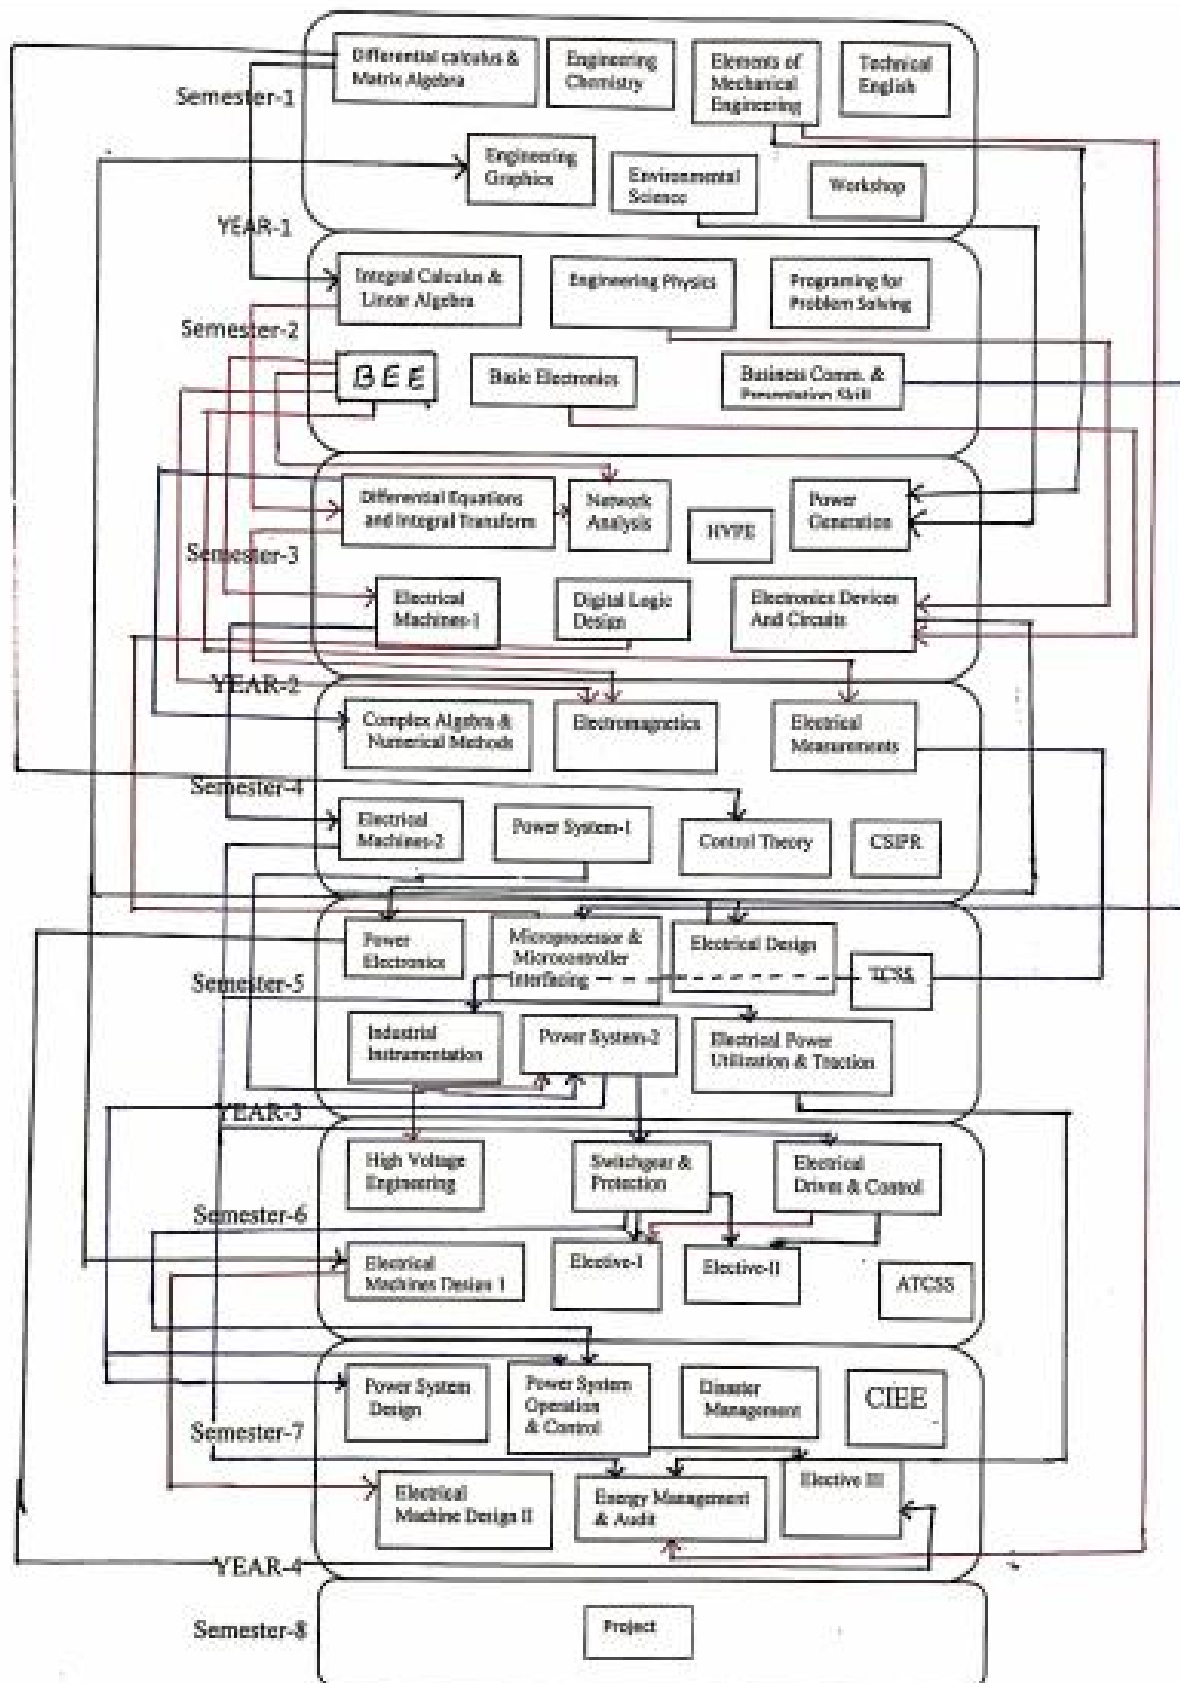 Differential calculus &
Matrix Algebra
Engineering
Chemistry
Elements of
Mechanical
Engineering
Technical
English
Semester-1
Engineering
Graphics
Environmental
Science
Workshop
YEAR-1
Integral Calculus &
Linear Algebra
Engineering Physics
Programing for
Problem Solving
Semester-2
BEE
Basic Electronics
Business Comm. &
Presentation Skill
Differential Equations
and Integral Transform
Network
Analysis
HVPE
Power
Generation
Semester-3
Electrical
Machines-1
Digital Logic
Design
Electronics Devices
And Circuits
YEAR-2
Complex Algebra &
Numerical Methods
Electromagnetics
Electrical
Measurements
Semester-4
Electrical
Machines-2
Power System-1
Control Theory
CSIPR
Power
Electronics
Microprocessor &
Microcontroller
Interfacing
Electrical Design
TCSS
Semester-5
Industrial
Instrumentation
Power System-2
Electrical Power
Utilization & Traction
YEAR-3
High Voltage
Engineering
Switchgear &
Protection
Electrical
Drives & Control
Semester-6
Electrical
Machines Design 1
Elective-I
Elective-II
ATCSS
Power System
Design
Power System
Operation
& Control
Disaster
Management
CIEE
Semester-7
Electrical
Machine Design II
Energy Management
& Audit
Elective III
YEAR-4
Semester-8
Project